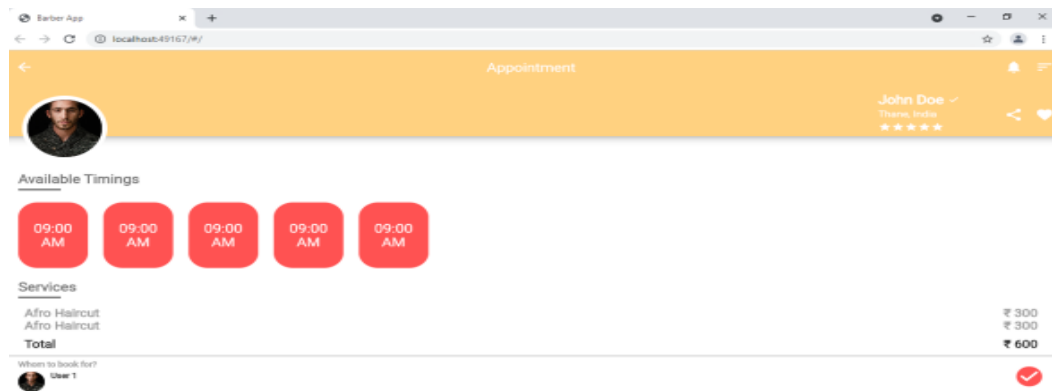 Barber App
localhost:49167/#/
Appointment
John Doe
Thane, India
Available Timings
09:00 AM
09:00 AM
09:00 AM
09:00 AM
09:00 AM
Services
Afro Haircut ₹ 300
Afro Haircut ₹ 300
Total ₹ 600
Whom to book for?
User 1